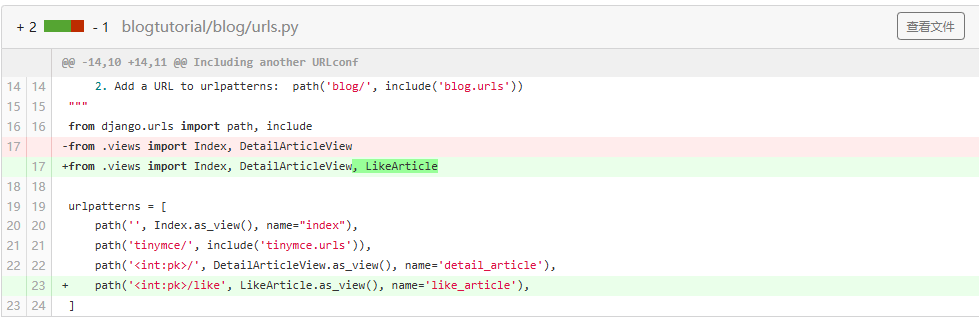 + 2 - 1 blogtutorial/blog/urls.py 查看文件
@@ -14,10 +14,11 @@ Including another URLconf
14 14     2. Add a URL to urlpatterns:  path('blog/', include('blog.urls'))
15 15 """
16 16 from django.urls import path, include
17 -from .views import Index, DetailArticleView
17 +from .views import Index, DetailArticleView, LikeArticle
18 18
19 19 urlpatterns = [
20 20     path('', Index.as_view(), name="index"),
21 21     path('tinymce/', include('tinymce.urls')),
22 22     path('<int:pk>/', DetailArticleView.as_view(), name='detail_article'),
23 +    path('<int:pk>/like', LikeArticle.as_view(), name='like_article'),
23 24 ]